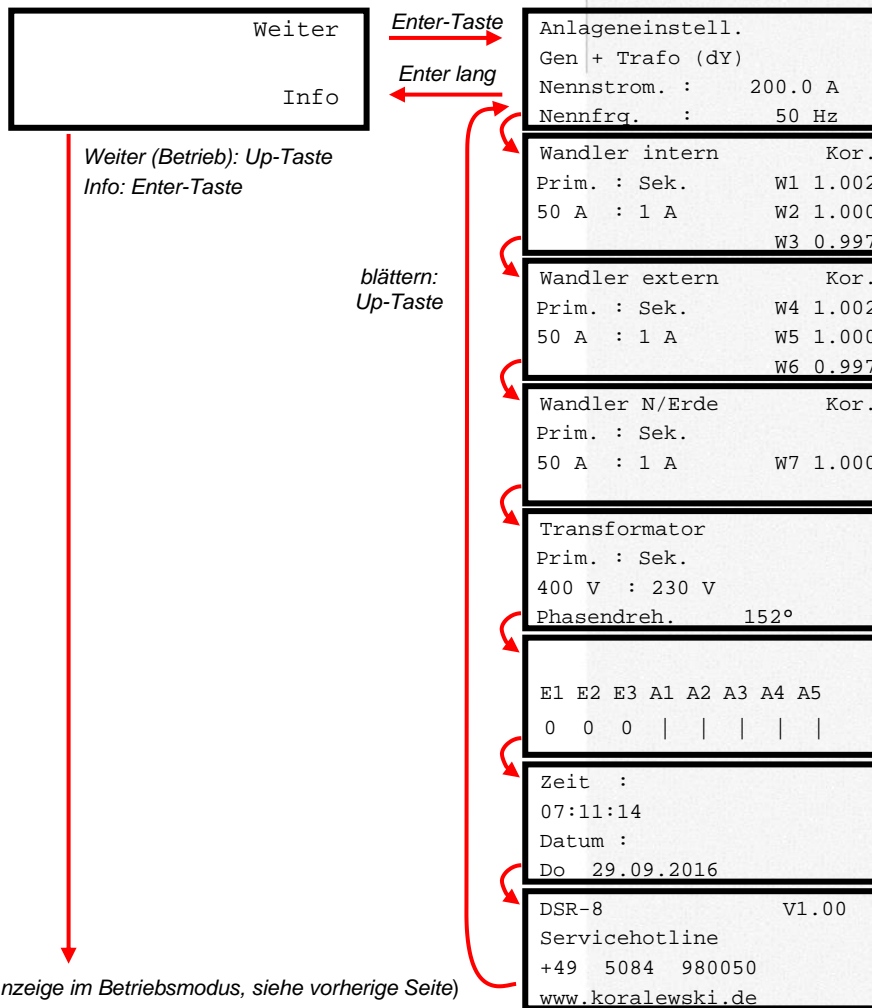 Weiter
Info
Enter-Taste
Enter lang
Weiter (Betrieb): Up-Taste
Info: Enter-Taste
blättern:
Up-Taste
Anlageneinstell.
Gen + Trafo (dY)
Nennstrom. : 200.0 A
Nennfrq. : 50 Hz
Wandler intern Kor.
Prim. : Sek. W1 1.002
50 A : 1 A W2 1.000
W3 0.997
Wandler extern Kor.
Prim. : Sek. W4 1.002
50 A : 1 A W5 1.000
W6 0.997
Wandler N/Erde Kor.
Prim. : Sek.
50 A : 1 A W7 1.000
Transformator
Prim. : Sek.
400 V : 230 V
Phasendreh. 152°
E1 E2 E3 A1 A2 A3 A4 A5
0 0 0 | | | | |
Zeit :
07:11:14
Datum :
Do 29.09.2016
DSR-8 V1.00
Servicehotline
+49 5084 980050
www.koralewski.de
nzeige im Betriebsmodus, siehe vorherige Seite)